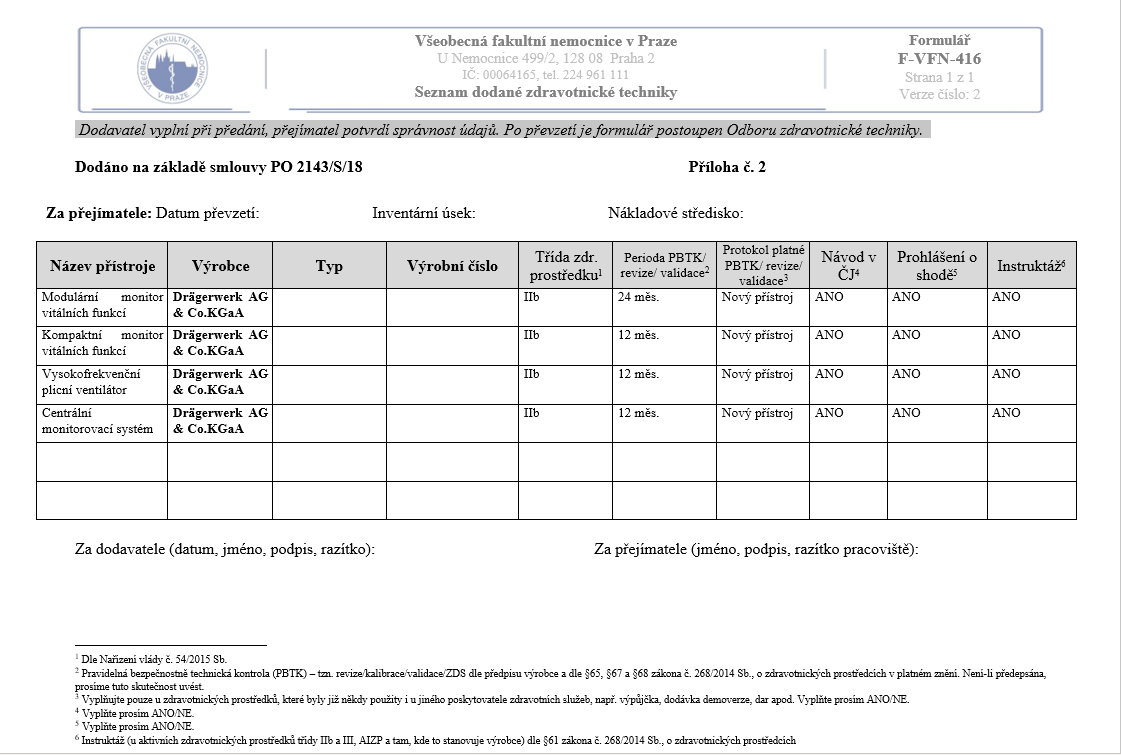 VŠEOBECNÁ FAKULTNÍ NEMOCNICE V PRAZE
Všeobecná fakultní nemocnice v Praze
U Nemocnice 499/2, 128 08 Praha 2
IČ: 00064165, tel. 224 961 111
Seznam dodané zdravotnické techniky
Formulář
F-VFN-416
Strana 1 z 1
Verze číslo: 2
Dodavatel vyplní při předání, přejímatel potvrdí správnost údajů. Po převzetí je formulář postoupen Odboru zdravotnické techniky.
Dodáno na základě smlouvy PO 2143/S/18 Příloha č. 2
Za přejímatele: Datum převzetí: Inventární úsek: Nákladové středisko:
Název přístroje Výrobce Typ Výrobní číslo Třída zdr. prostředku1 Perioda PBTK/ revize/ validace2 Protokol platné PBTK/ revize/ validace3 Návod v ČJ4 Prohlášení o shodě5 Instruktáž6
Modulární monitor Drägerwerk AG IIb 24 měs. Nový přístroj ANO ANO ANO
vitálních funkcí & Co.KGaA
Kompaktní monitor Drägerwerk AG IIb 12 měs. Nový přístroj ANO ANO ANO
vitálních funkcí & Co.KGaA
Vysokofrekvenční Drägerwerk AG IIb 12 měs. Nový přístroj ANO ANO ANO
plicní ventilátor & Co.KGaA
Centrální Drägerwerk AG IIb 12 měs. Nový přístroj ANO ANO ANO
monitorovací systém & Co.KGaA
Za dodavatele (datum, jméno, podpis, razítko): Za přejímatele (jméno, podpis, razítko pracoviště):
1 Dle Nařízení vlády č. 54/2015 Sb.
2 Pravidelná bezpečnostně technická kontrola (PBTK) – tzn. revize/kalibrace/validace/ZDS dle předpisu výrobce a dle §65, §67 a §68 zákona č. 268/2014 Sb., o zdravotnických prostředcích v platném znění. Není-li předepsána,
prosíme tuto skutečnost uvést.
3 Vyplňujte pouze u zdravotnických prostředků, které byly již někdy použity i u jiného poskytovatele zdravotních služeb, např. výpůjčka, dodávka demoverze, dar apod. Vyplňte prosím ANO/NE.
4 Vyplňte prosím ANO/NE.
5 Vyplňte prosím ANO/NE.
6 Instruktáž (u aktivních zdravotnických prostředků třídy IIb a III, AIZP a tam, kde to stanovuje výrobce) dle §61 zákona č. 268/2014 Sb., o zdravotnických prostředcích